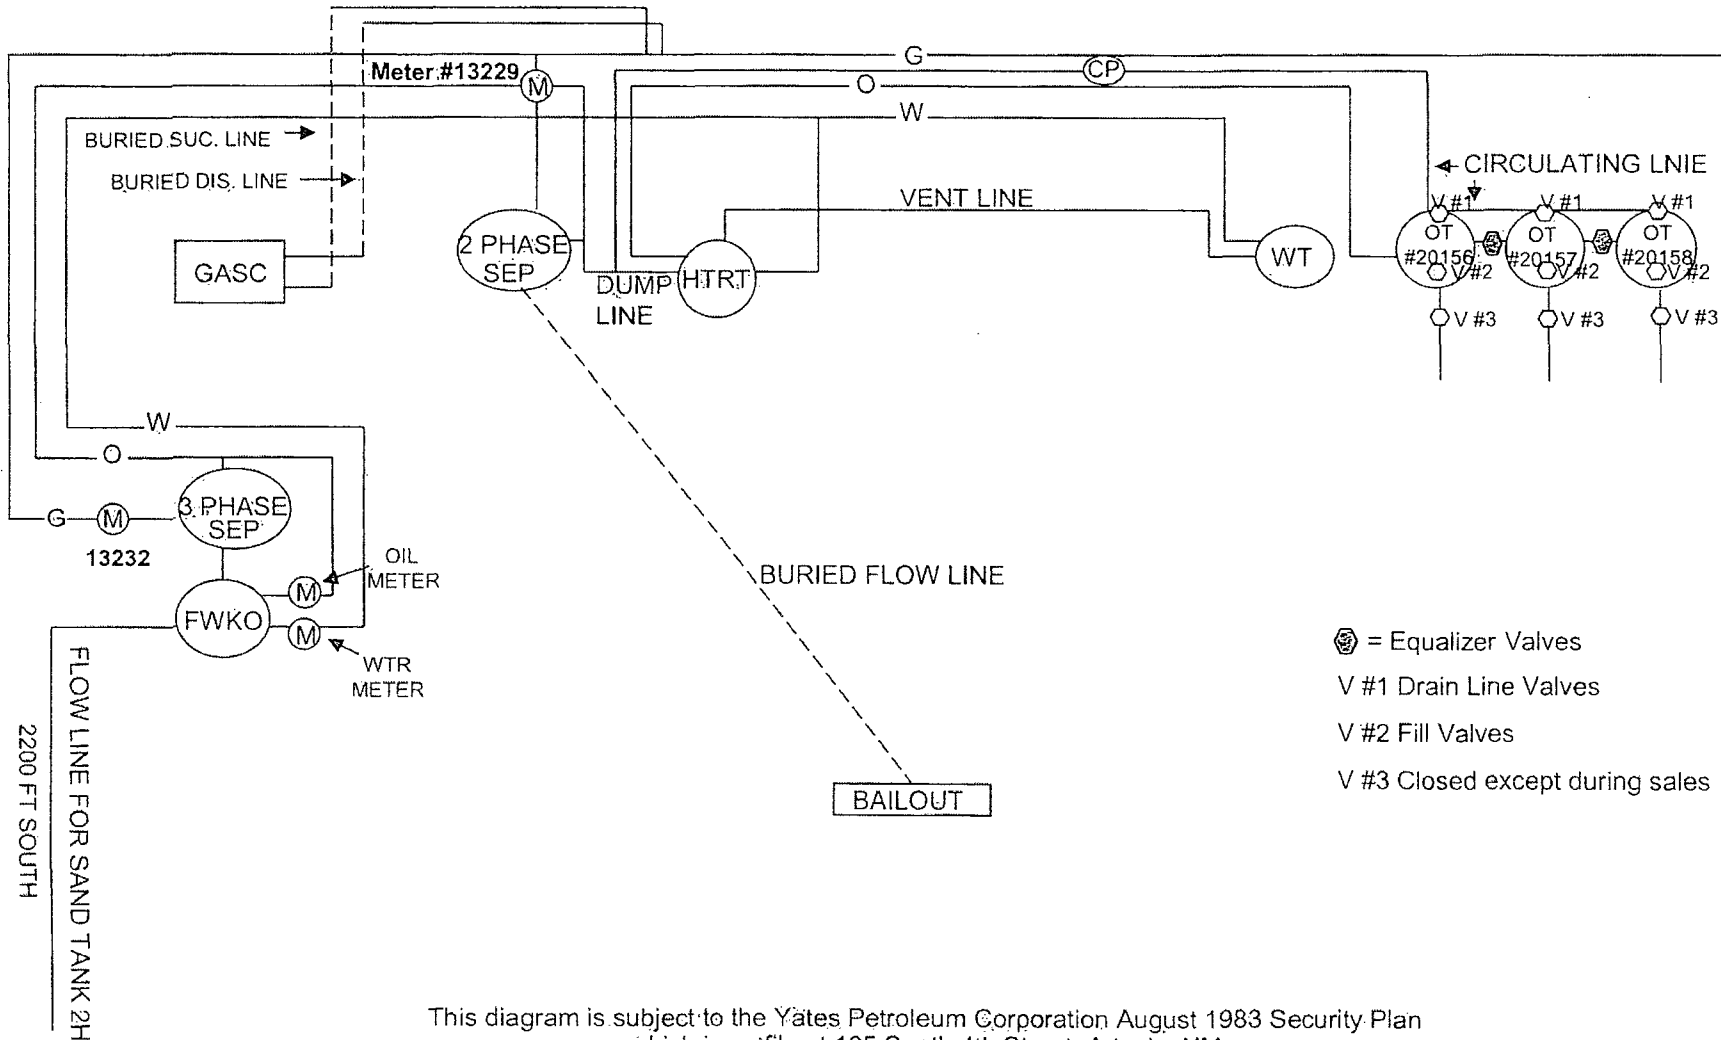 G
Meter #13229
M
CP
O
W
BURIED SUC. LINE
BURIED DIS. LINE
CIRCULATING LNIE
VENT LINE
V #1
V #1
V #1
GASC
2 PHASE
SEP
DUMP
LINE
HTRT
WT
OT
#20156
V #2
OT
#20157
V #2
OT
#20158
V #2
V #3
V #3
V #3
W
O
G
M
13232
3 PHASE
SEP
OIL
METER
M
FWKO
M
WTR
METER
BURIED FLOW LINE
BAILOUT
= Equalizer Valves
V #1 Drain Line Valves
V #2 Fill Valves
V #3 Closed except during sales
FLOW LINE FOR SAND TANK 2H
2200 FT SOUTH
This diagram is subject to the Yates Petroleum Corporation August 1983 Security Plan